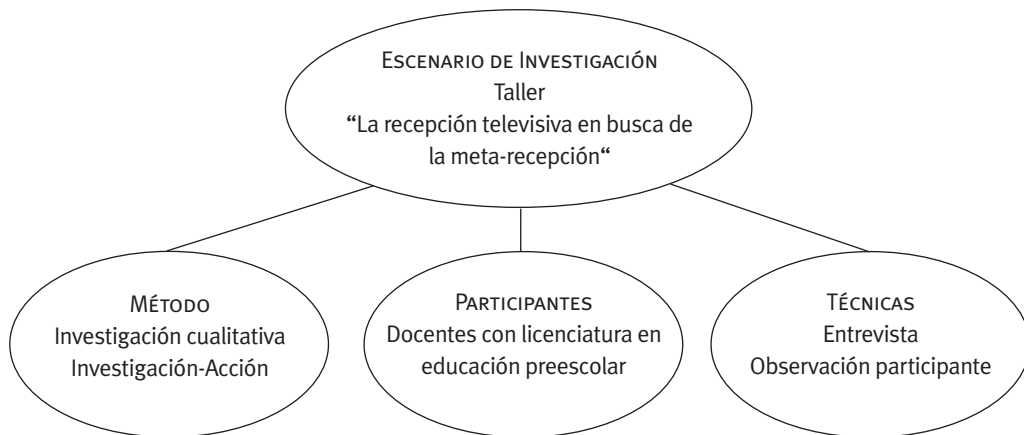 Escenario de Investigación
Taller
“La recepción televisiva en busca de
la meta-recepción“
Método
Investigación cualitativa
Investigación-Acción
Participantes
Docentes con licenciatura en
educación preescolar
Técnicas
Entrevista
Observación participante